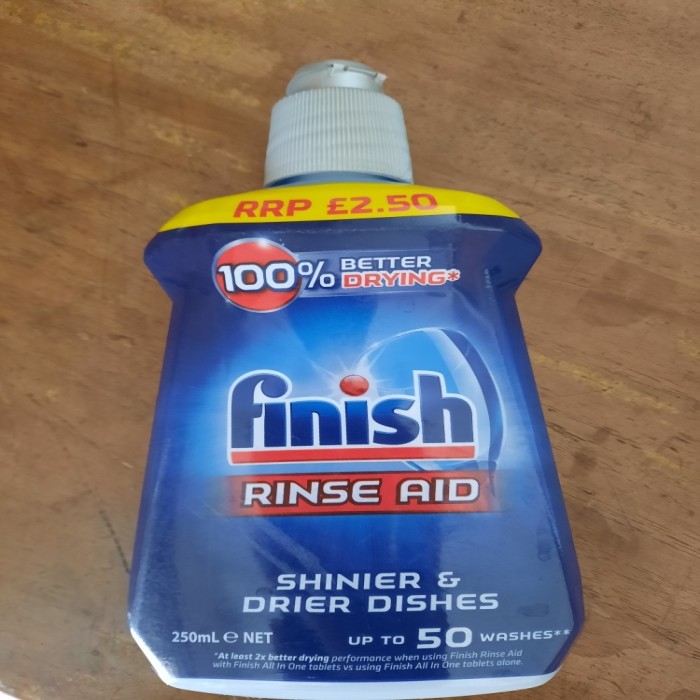 RRP £2.50
100% BETTER
DRYING*
finish
RINSE AID
SHINIER &
DRIER DISHES
250mL ℮ NET UP TO 50 WASHES**
*At least 2x better drying performance when using Finish Rinse Aid
with Finish All In One tablets vs using Finish All In One tablets alone.